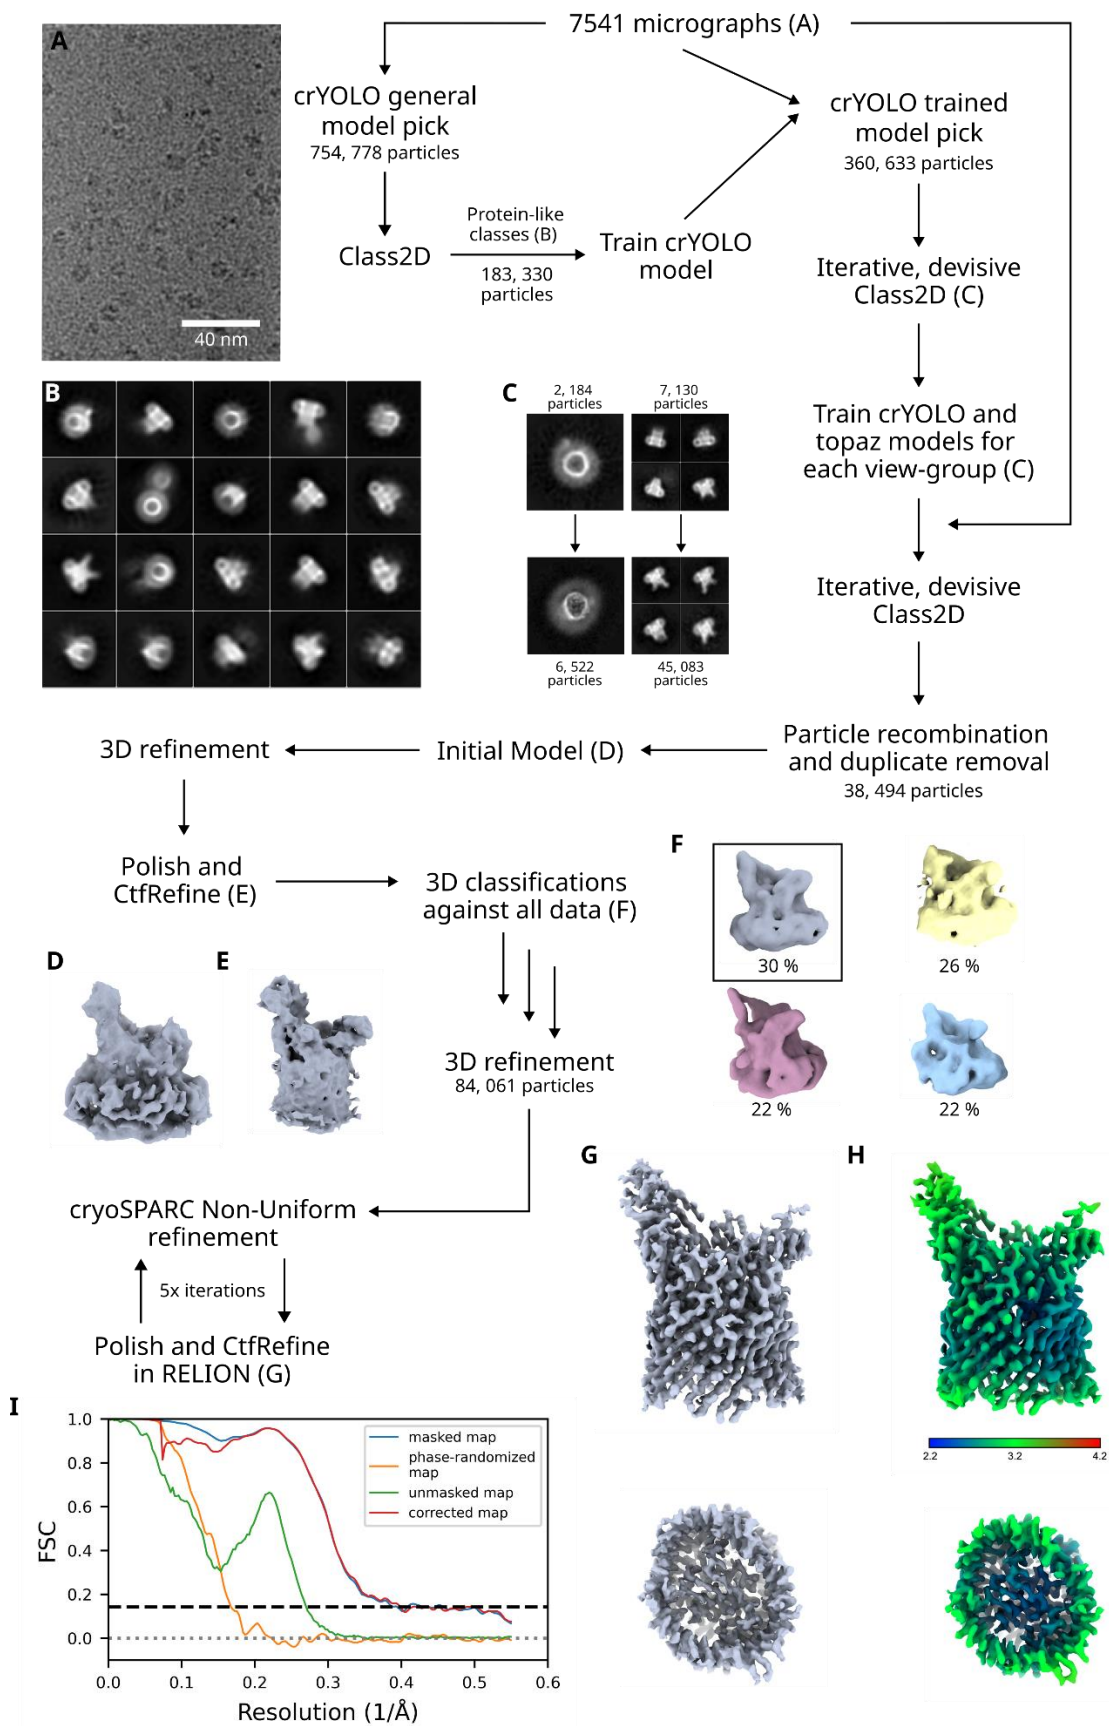 7541 micrographs (A)
A
40 nm
crYOLO general
model pick
754, 778 particles
crYOLO trained
model pick
360, 633 particles
Class2D
Protein-like
classes (B)
183, 330
particles
Train crYOLO
model
Iterative, devisive
Class2D (C)
B
C
2, 184
particles
7, 130
particles
6, 522
particles
45, 083
particles
Train crYOLO and
topaz models for
each view-group (C)
Iterative, devisive
Class2D
Particle recombination
and duplicate removal
38, 494 particles
Initial Model (D)
3D refinement
Polish and
CtfRefine (E)
3D classifications
against all data (F)
D
E
F
30 %
26 %
22 %
22 %
3D refinement
84, 061 particles
cryoSPARC Non-Uniform
refinement
5x iterations
Polish and CtfRefine
in RELION (G)
G
H
2.2
3.2
4.2
I
FSC
1.0
0.8
0.6
0.4
0.2
0.0
masked map
phase-randomized
map
unmasked map
corrected map
0.0
0.1
0.2
0.3
0.4
0.5
0.6
Resolution (1/Å)